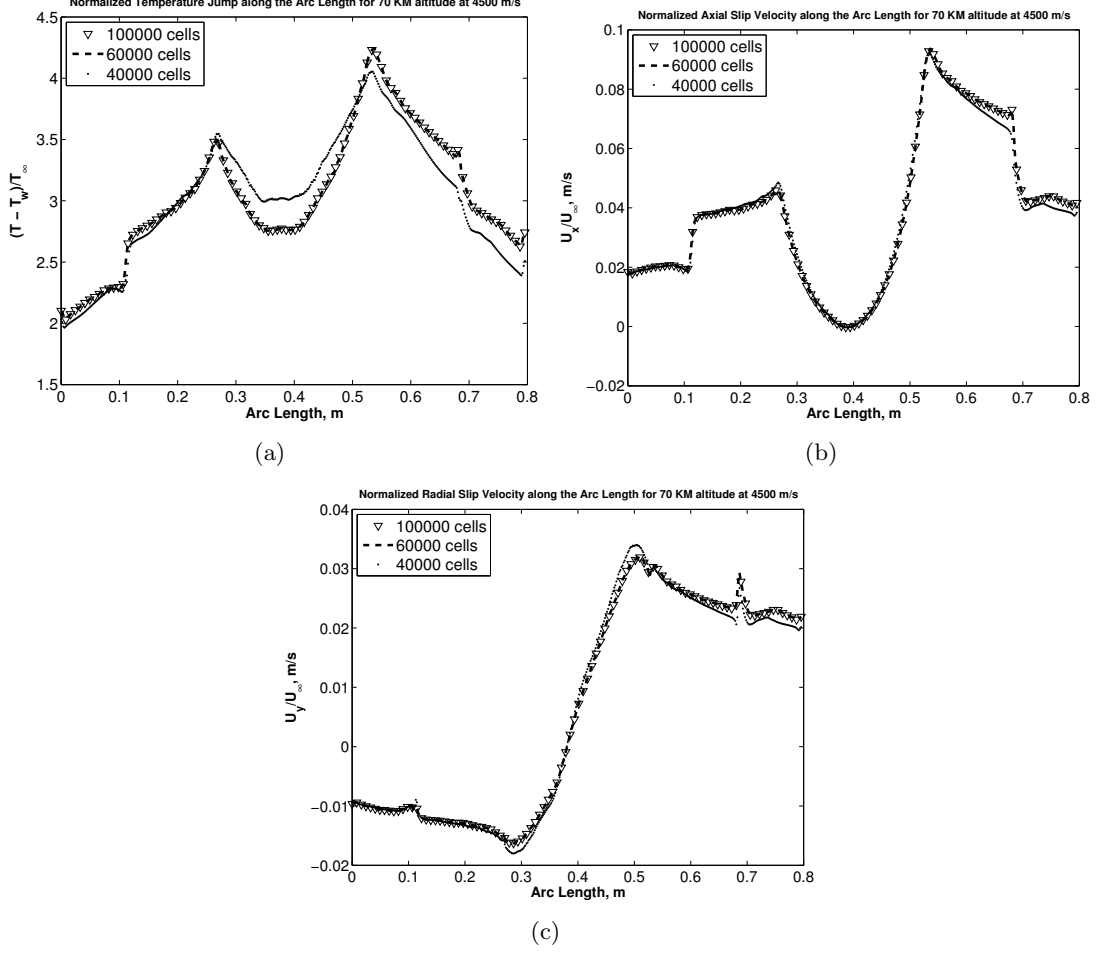 Normalized Temperature Jump along the Arc Length for 70 KM altitude at 4500 m/s
4.5
4
3.5
3
2.5
2
1.5
(T − Tw)/T∞
100000 cells
60000 cells
40000 cells
0 0.1 0.2 0.3 0.4 0.5 0.6 0.7 0.8
Arc Length, m
(a)
Normalized Axial Slip Velocity along the Arc Length for 70 KM altitude at 4500 m/s
0.1
0.08
0.06
0.04
0.02
0
−0.02
Ux/U∞, m/s
100000 cells
60000 cells
40000 cells
0 0.1 0.2 0.3 0.4 0.5 0.6 0.7 0.8
Arc Length, m
(b)
Normalized Radial Slip Velocity along the Arc Length for 70 KM altitude at 4500 m/s
0.04
0.03
0.02
0.01
0
−0.01
−0.02
Uy/U∞, m/s
100000 cells
60000 cells
40000 cells
0 0.1 0.2 0.3 0.4 0.5 0.6 0.7 0.8
Arc Length, m
(c)